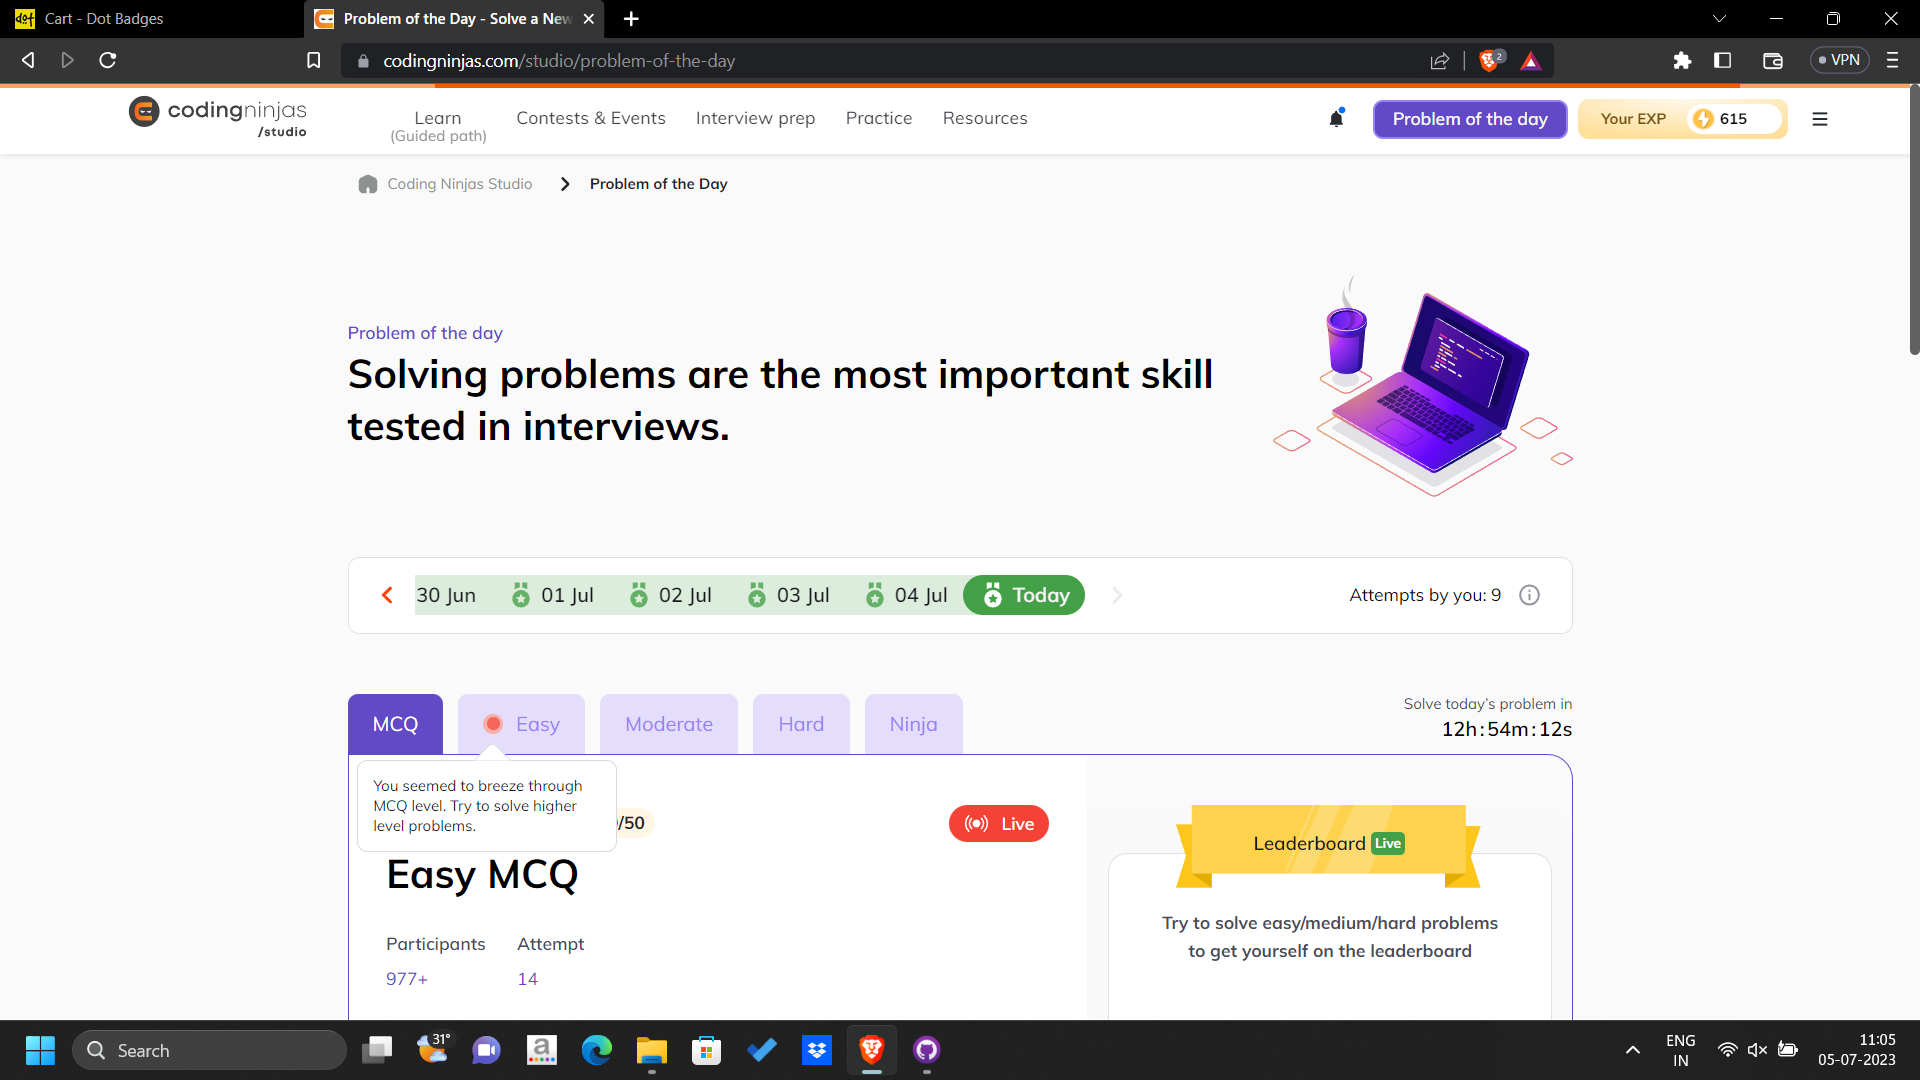 Cart - Dot Badges
Problem of the Day - Solve a New
codingninjas.com/studio/problem-of-the-day
2
VPN
codingninjas
/studio
Learn
(Guided path)
Contests & Events
Interview prep
Practice
Resources
Problem of the day
Your EXP
615
Coding Ninjas Studio
Problem of the Day
Problem of the day
Solving problems are the most important skill
tested in interviews.
30 Jun
01 Jul
02 Jul
03 Jul
04 Jul
Today
Attempts by you: 9
MCQ
Easy
Moderate
Hard
Ninja
Solve today's problem in
12h:54m:12s
You seemed to breeze through
MCQ level. Try to solve higher
level problems.
/50
Live
Easy MCQ
Participants
Attempt
977+
14
Leaderboard Live
Try to solve easy/medium/hard problems
to get yourself on the leaderboard
Search
31°
ENG
IN
11:05
05-07-2023